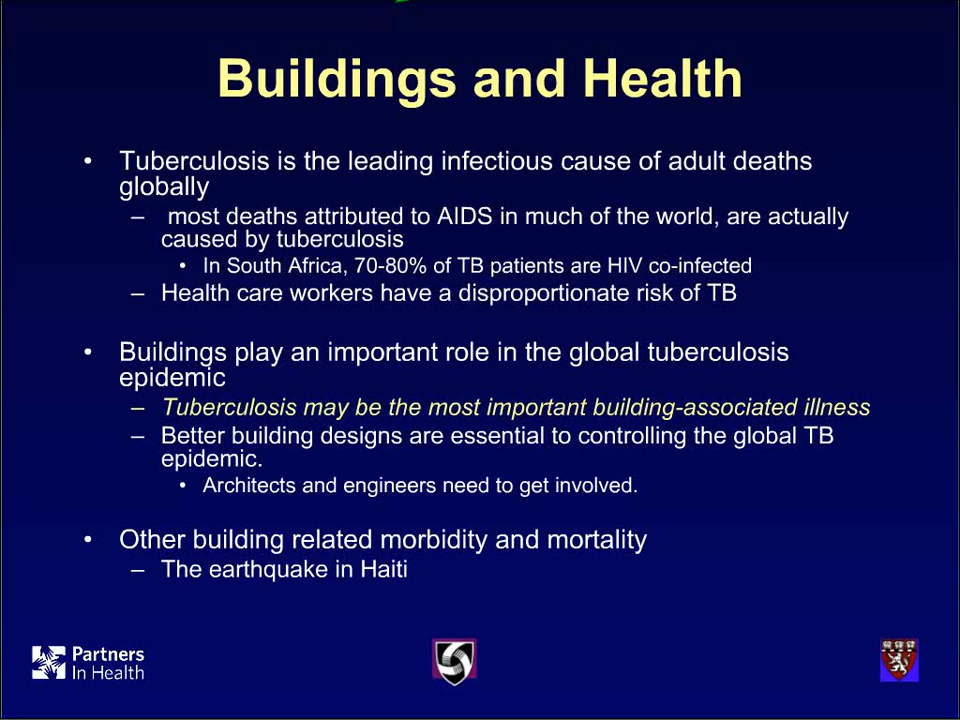 Buildings and Health
• Tuberculosis is the leading infectious cause of adult deaths
globally
– most deaths attributed to AIDS in much of the world, are actually
caused by tuberculosis
• In South Africa, 70-80% of TB patients are HIV co-infected
– Health care workers have a disproportionate risk of TB
• Buildings play an important role in the global tuberculosis
epidemic
– Tuberculosis may be the most important building-associated illness
– Better building designs are essential to controlling the global TB
epidemic.
• Architects and engineers need to get involved.
• Other building related morbidity and mortality
– The earthquake in Haiti
Partners
In Health